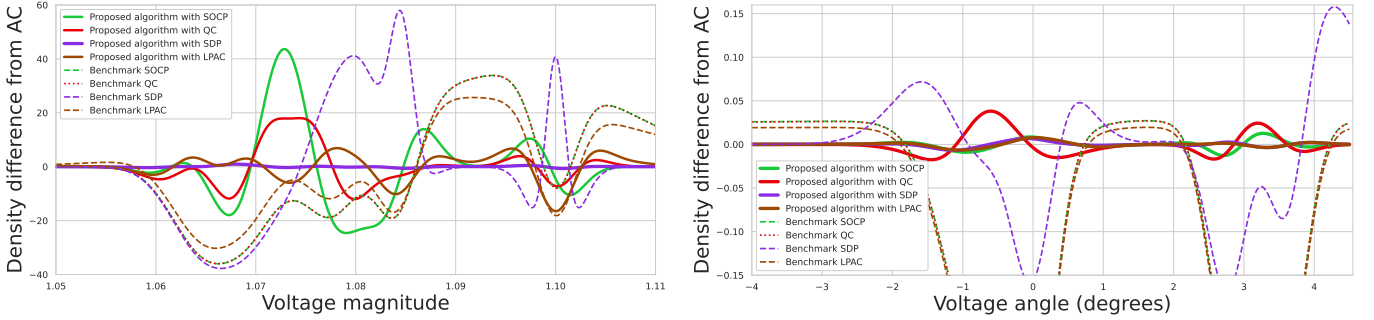 Density difference from AC
60
40
20
0
−20
−40
1.05
1.06
1.07
1.08
1.09
1.10
1.11
Voltage magnitude
Proposed algorithm with SOCP
Proposed algorithm with QC
Proposed algorithm with SDP
Proposed algorithm with LPAC
Benchmark SOCP
Benchmark QC
Benchmark SDP
Benchmark LPAC
Density difference from AC
0.15
0.10
0.05
0.00
−0.05
−0.10
−0.15
−4
−3
−2
−1
0
1
2
3
4
Voltage angle (degrees)
Proposed algorithm with SOCP
Proposed algorithm with QC
Proposed algorithm with SDP
Proposed algorithm with LPAC
Benchmark SOCP
Benchmark QC
Benchmark SDP
Benchmark LPAC